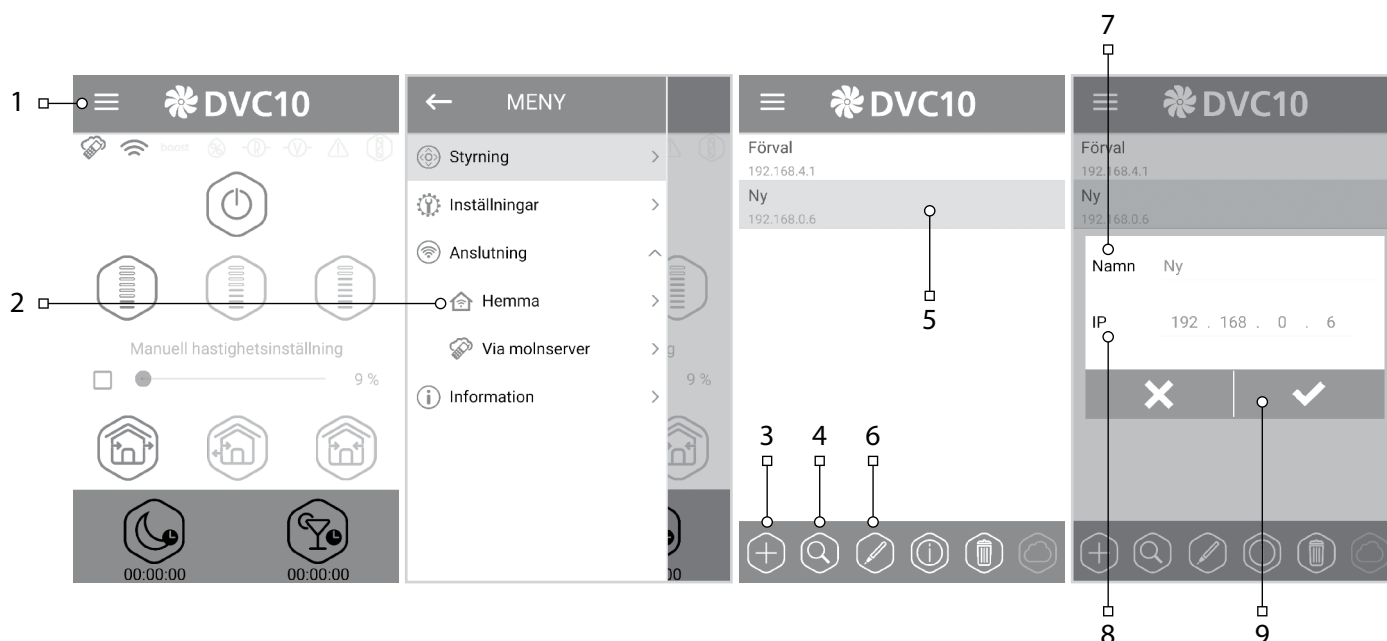 7
1
DVC10
boost
R
V
Manuell hastighetsinställning
9 %
00:00:00
00:00:00
2
MENY
Styrning
Inställningar
Anslutning
Hemma
Via molnserver
Information
g
9 %
00
DVC10
Förval
192.168.4.1
Ny
192.168.0.6
5
3
4
6
DVC10
Förval
192.168.4.1
Ny
192.168.0.6
Namn
Ny
IP
192 . 168 . 0 . 6
8
9